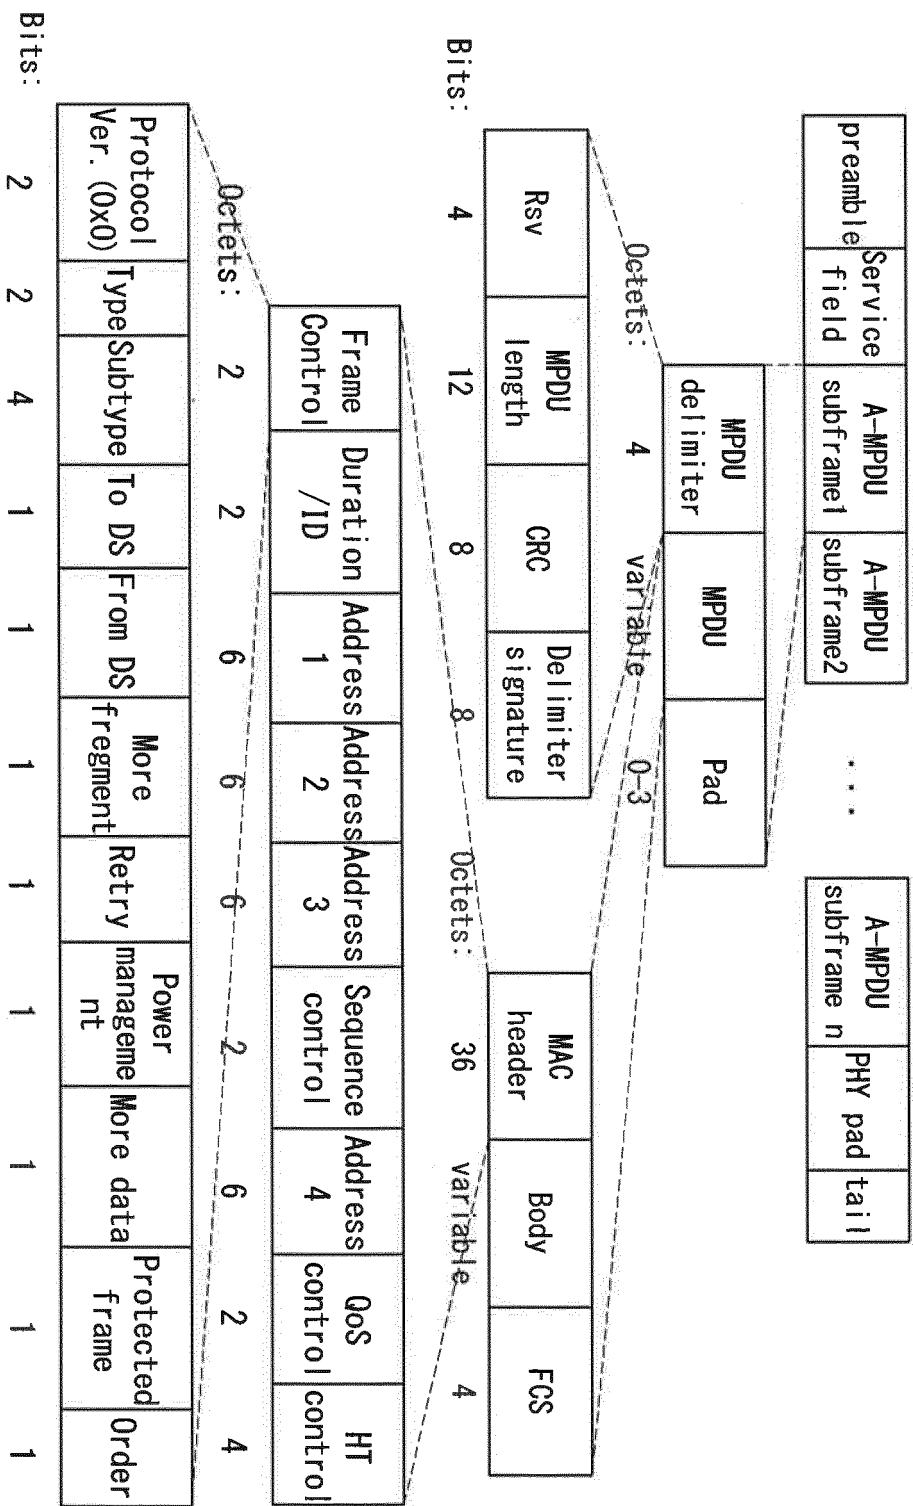 preamble
Service
field
A-MPDU
subframe1
A-MPDU
subframe2
...
A-MPDU
subframe n
PHY pad
tail
MPDU
delimiter
MPDU
Pad
Octets:
4
variable
0-3
Rsv
MPDU
length
CRC
Delimiter
signature
Bits:
4
12
8
8
MAC
header
Body
FCS
Octets:
36
variable
4
Frame
Control
Duration
/ID
Address
1
Address
2
Address
3
Sequence
control
Address
4
QoS
control
HT
control
Octets:
2
2
6
6
6
2
6
2
4
Protocol
Ver. (0x0)
Type
Subtype
To DS
From DS
More
fregment
Retry
Power
manageme
nt
More data
Protected
frame
Order
Bits:
2
2
4
1
1
1
1
1
1
1
1